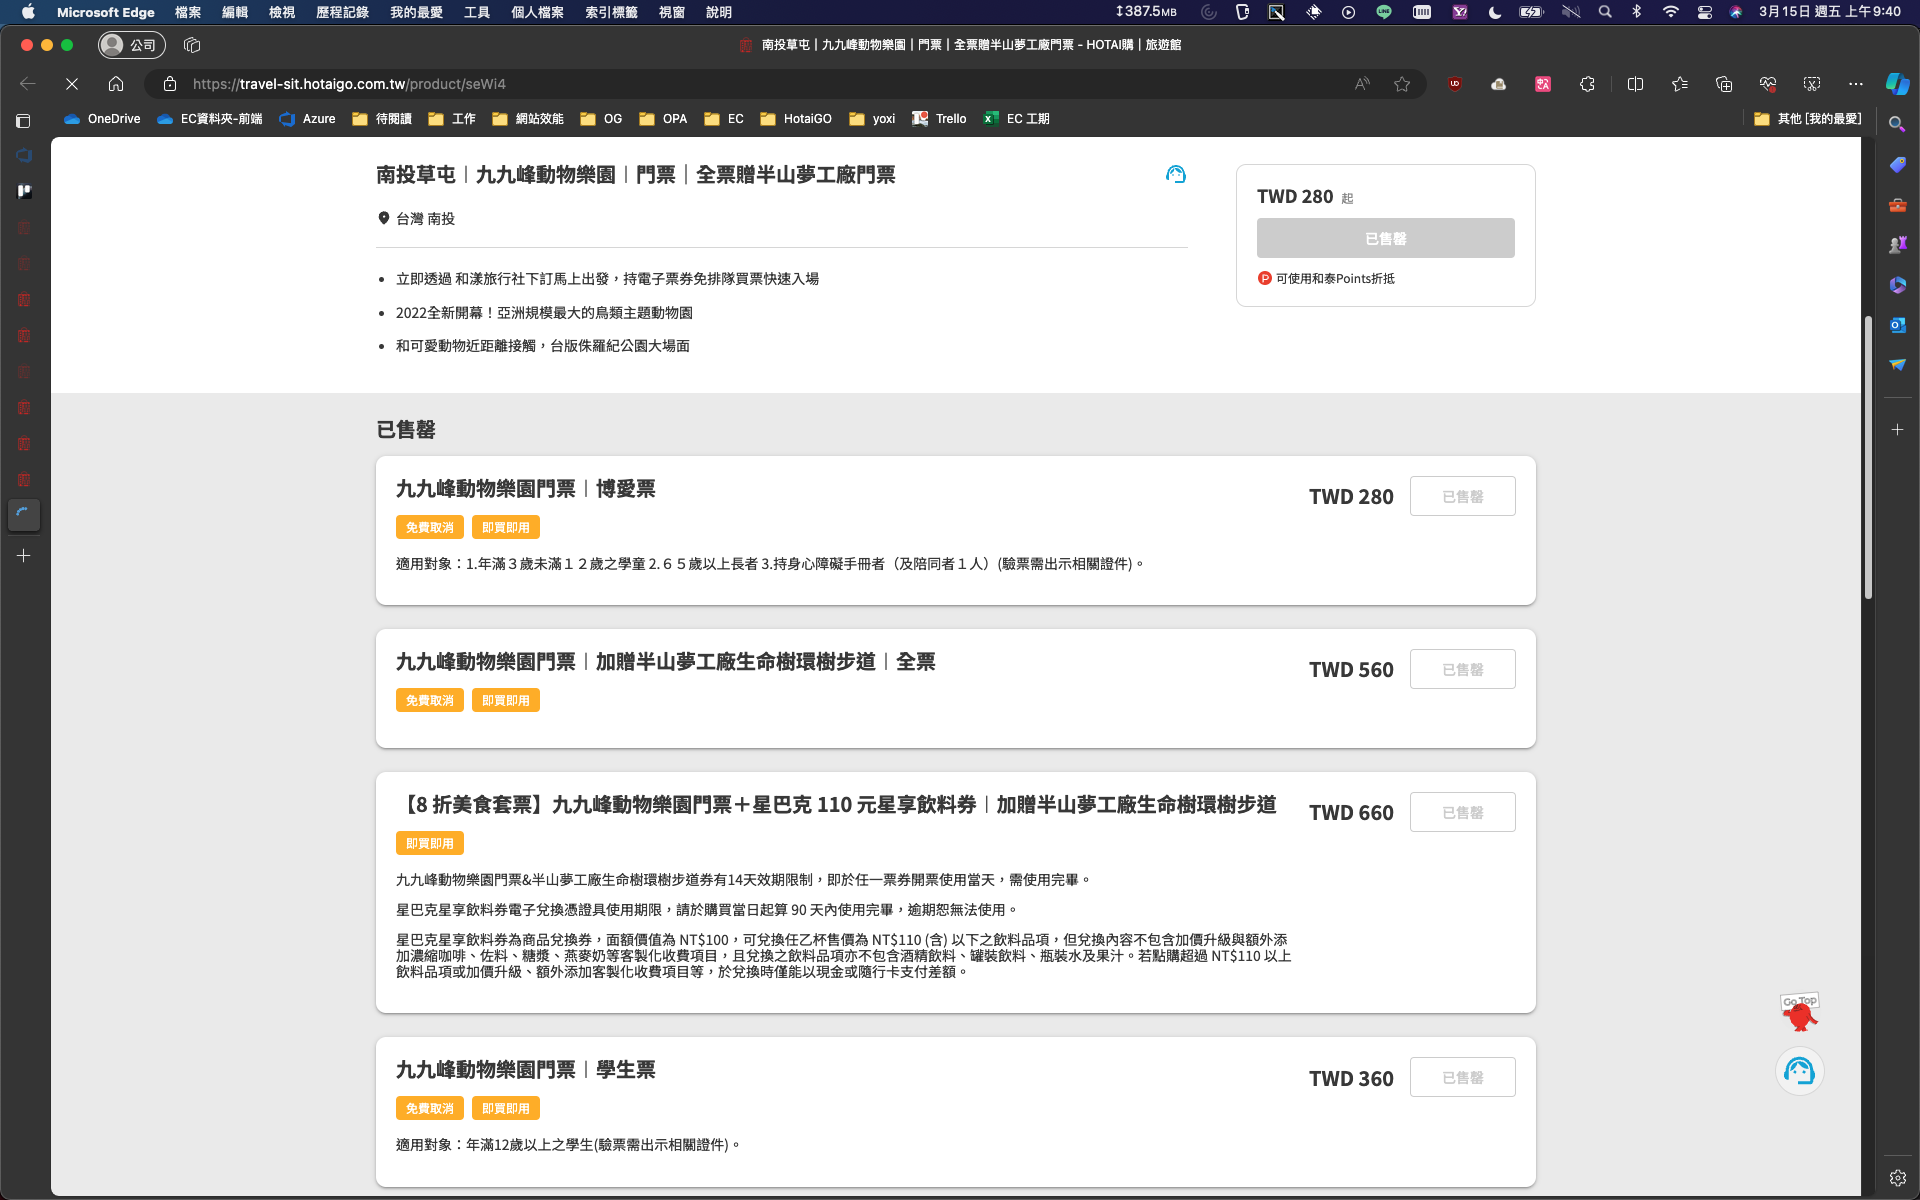 Microsoft Edge 檔案 編輯 檢視 歷程記錄 我的最愛 工具 個人檔案 索引標籤 視窗 說明 387.5MB 3月15日 週五 上午9:40
公司 南投草屯｜九九峰動物樂園｜門票｜全票贈半山夢工廠門票 - HOTAI購｜旅遊館
https://travel-sit.hotaigo.com.tw/product/seWi4
OneDrive EC資料夾-前端 Azure 待閱讀 工作 網站效能 OG OPA EC HotaiGO yoxi Trello EC 工期 其他 [我的最愛]
南投草屯｜九九峰動物樂園｜門票｜全票贈半山夢工廠門票
台灣 南投
TWD 280 起
已售罄
可使用和泰Points折抵
立即透過 和漾旅行社下訂馬上出發，持電子票券免排隊買票快速入場
2022全新開幕！亞洲規模最大的鳥類主題動物園
和可愛動物近距離接觸，台版侏羅紀公園大場面
已售罄
九九峰動物樂園門票｜博愛票
TWD 280 已售罄
免費取消 即買即用
適用對象：1.年滿３歲未滿１２歲之學童 2.６５歲以上長者 3.持身心障礙手冊者（及陪同者１人）(驗票需出示相關證件)。
九九峰動物樂園門票｜加贈半山夢工廠生命樹環樹步道｜全票
TWD 560 已售罄
免費取消 即買即用
【8 折美食套票】九九峰動物樂園門票＋星巴克 110 元星享飲料券｜加贈半山夢工廠生命樹環樹步道
TWD 660 已售罄
即買即用
九九峰動物樂園門票&半山夢工廠生命樹環樹步道券有14天效期限制，即於任一票券開票使用當天，需使用完畢。
星巴克星享飲料券電子兌換憑證具使用期限，請於購買當日起算 90 天內使用完畢，逾期恕無法使用。
星巴克星享飲料券為商品兌換券，面額價值為 NT$100，可兌換任乙杯售價為 NT$110 (含) 以下之飲料品項，但兌換內容不包含加價升級與額外添
加濃縮咖啡、佐料、糖漿、燕麥奶等客製化收費項目，且兌換之飲料品項亦不包含酒精飲料、罐裝飲料、瓶裝水及果汁。若點購超過 NT$110 以上
飲料品項或加價升級、額外添加客製化收費項目等，於兌換時僅能以現金或隨行卡支付差額。
Go Top
九九峰動物樂園門票｜學生票
TWD 360 已售罄
免費取消 即買即用
適用對象：年滿12歲以上之學生(驗票需出示相關證件)。